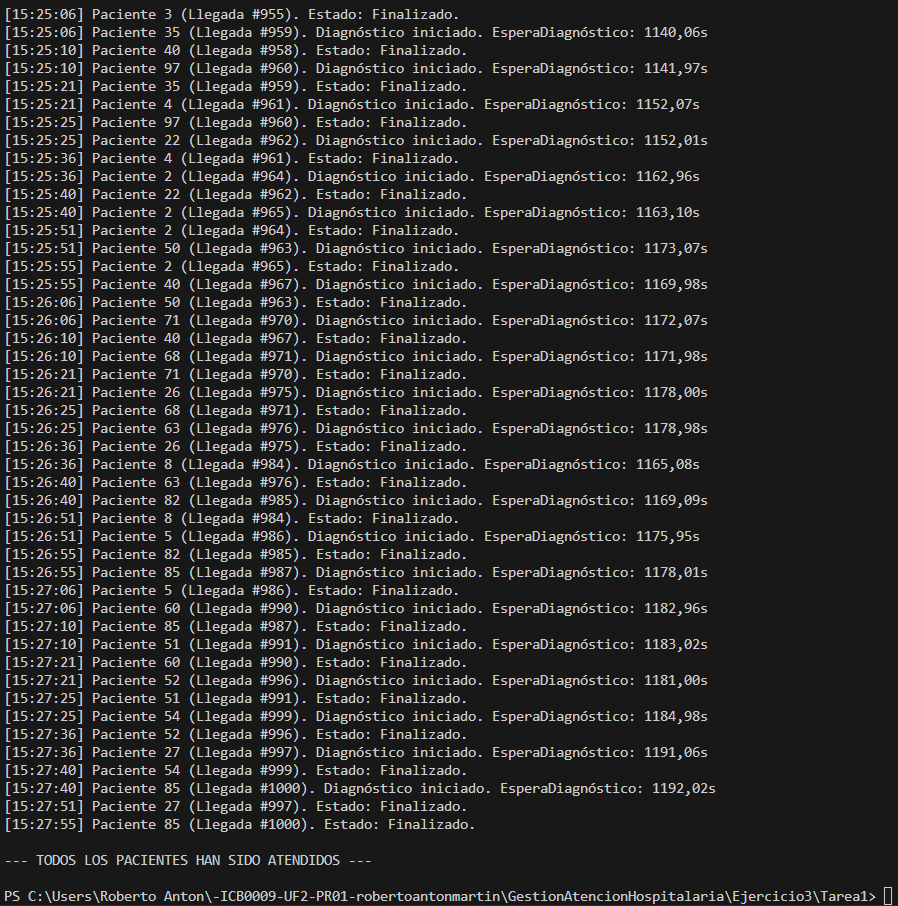 [15:25:06] Paciente 3 (Llegada #955). Estado: Finalizado.
[15:25:06] Paciente 35 (Llegada #959). Diagnóstico iniciado. EsperaDiagnóstico: 1140,06s
[15:25:10] Paciente 40 (Llegada #958). Estado: Finalizado.
[15:25:10] Paciente 97 (Llegada #960). Diagnóstico iniciado. EsperaDiagnóstico: 1141,97s
[15:25:21] Paciente 35 (Llegada #959). Estado: Finalizado.
[15:25:21] Paciente 4 (Llegada #961). Diagnóstico iniciado. EsperaDiagnóstico: 1152,07s
[15:25:25] Paciente 97 (Llegada #960). Estado: Finalizado.
[15:25:25] Paciente 22 (Llegada #962). Diagnóstico iniciado. EsperaDiagnóstico: 1152,01s
[15:25:36] Paciente 4 (Llegada #961). Estado: Finalizado.
[15:25:36] Paciente 2 (Llegada #964). Diagnóstico iniciado. EsperaDiagnóstico: 1162,96s
[15:25:40] Paciente 22 (Llegada #962). Estado: Finalizado.
[15:25:40] Paciente 2 (Llegada #965). Diagnóstico iniciado. EsperaDiagnóstico: 1163,10s
[15:25:51] Paciente 2 (Llegada #964). Estado: Finalizado.
[15:25:51] Paciente 50 (Llegada #963). Diagnóstico iniciado. EsperaDiagnóstico: 1173,07s
[15:25:55] Paciente 2 (Llegada #965). Estado: Finalizado.
[15:25:55] Paciente 40 (Llegada #967). Diagnóstico iniciado. EsperaDiagnóstico: 1169,98s
[15:26:06] Paciente 50 (Llegada #963). Estado: Finalizado.
[15:26:06] Paciente 71 (Llegada #970). Diagnóstico iniciado. EsperaDiagnóstico: 1172,07s
[15:26:10] Paciente 40 (Llegada #967). Estado: Finalizado.
[15:26:10] Paciente 68 (Llegada #971). Diagnóstico iniciado. EsperaDiagnóstico: 1171,98s
[15:26:21] Paciente 71 (Llegada #970). Estado: Finalizado.
[15:26:21] Paciente 26 (Llegada #975). Diagnóstico iniciado. EsperaDiagnóstico: 1178,00s
[15:26:25] Paciente 68 (Llegada #971). Estado: Finalizado.
[15:26:25] Paciente 63 (Llegada #976). Diagnóstico iniciado. EsperaDiagnóstico: 1178,98s
[15:26:36] Paciente 26 (Llegada #975). Estado: Finalizado.
[15:26:36] Paciente 8 (Llegada #984). Diagnóstico iniciado. EsperaDiagnóstico: 1165,08s
[15:26:40] Paciente 63 (Llegada #976). Estado: Finalizado.
[15:26:40] Paciente 82 (Llegada #985). Diagnóstico iniciado. EsperaDiagnóstico: 1169,09s
[15:26:51] Paciente 8 (Llegada #984). Estado: Finalizado.
[15:26:51] Paciente 5 (Llegada #986). Diagnóstico iniciado. EsperaDiagnóstico: 1175,95s
[15:26:55] Paciente 82 (Llegada #985). Estado: Finalizado.
[15:26:55] Paciente 85 (Llegada #987). Diagnóstico iniciado. EsperaDiagnóstico: 1178,01s
[15:27:06] Paciente 5 (Llegada #986). Estado: Finalizado.
[15:27:06] Paciente 60 (Llegada #990). Diagnóstico iniciado. EsperaDiagnóstico: 1182,96s
[15:27:10] Paciente 85 (Llegada #987). Estado: Finalizado.
[15:27:10] Paciente 51 (Llegada #991). Diagnóstico iniciado. EsperaDiagnóstico: 1183,02s
[15:27:21] Paciente 60 (Llegada #990). Estado: Finalizado.
[15:27:21] Paciente 52 (Llegada #996). Diagnóstico iniciado. EsperaDiagnóstico: 1181,00s
[15:27:25] Paciente 51 (Llegada #991). Estado: Finalizado.
[15:27:25] Paciente 54 (Llegada #999). Diagnóstico iniciado. EsperaDiagnóstico: 1184,98s
[15:27:36] Paciente 52 (Llegada #996). Estado: Finalizado.
[15:27:36] Paciente 27 (Llegada #997). Diagnóstico iniciado. EsperaDiagnóstico: 1191,06s
[15:27:40] Paciente 54 (Llegada #999). Estado: Finalizado.
[15:27:40] Paciente 85 (Llegada #1000). Diagnóstico iniciado. EsperaDiagnóstico: 1192,02s
[15:27:51] Paciente 27 (Llegada #997). Estado: Finalizado.
[15:27:55] Paciente 85 (Llegada #1000). Estado: Finalizado.
--- TODOS LOS PACIENTES HAN SIDO ATENDIDOS ---
PS C:\Users\Roberto Anton\-ICB0009-UF2-PR01-robertoantonmartin\GestionAtencionHospitalaria\Ejercicio3\Tarea1>